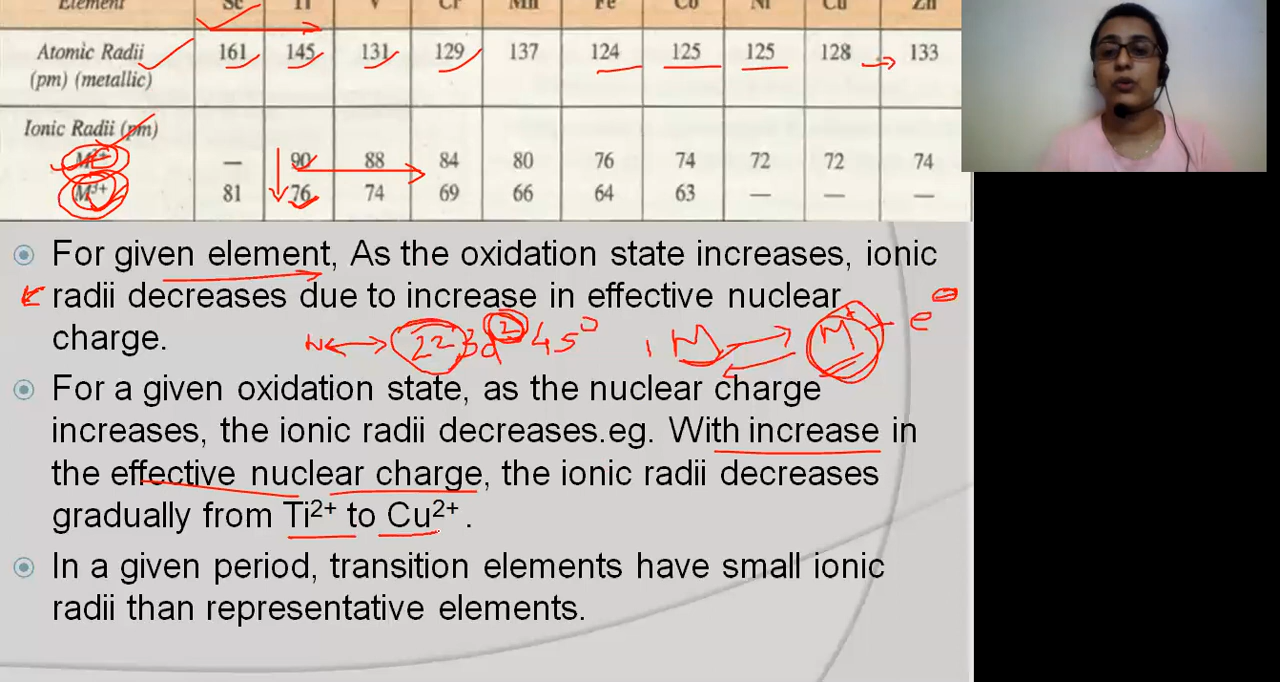 Element Sc Ti V Cr Mn Fe Co Ni Cu Zn
Atomic Radii 161 145 131 129 137 124 125 125 128 133
(pm) (metallic)
Ionic Radii (pm)
M2+ — 90 88 84 80 76 74 72 72 74
M3+ 81 76 74 69 66 64 63 — — —
For given element, As the oxidation state increases, ionic
radii decreases due to increase in effective nuclear
charge.
N 22 3d2 4s0 M M+ + e⊖
For a given oxidation state, as the nuclear charge
increases, the ionic radii decreases.eg. With increase in
the effective nuclear charge, the ionic radii decreases
gradually from Ti2+ to Cu2+ .
In a given period, transition elements have small ionic
radii than representative elements.